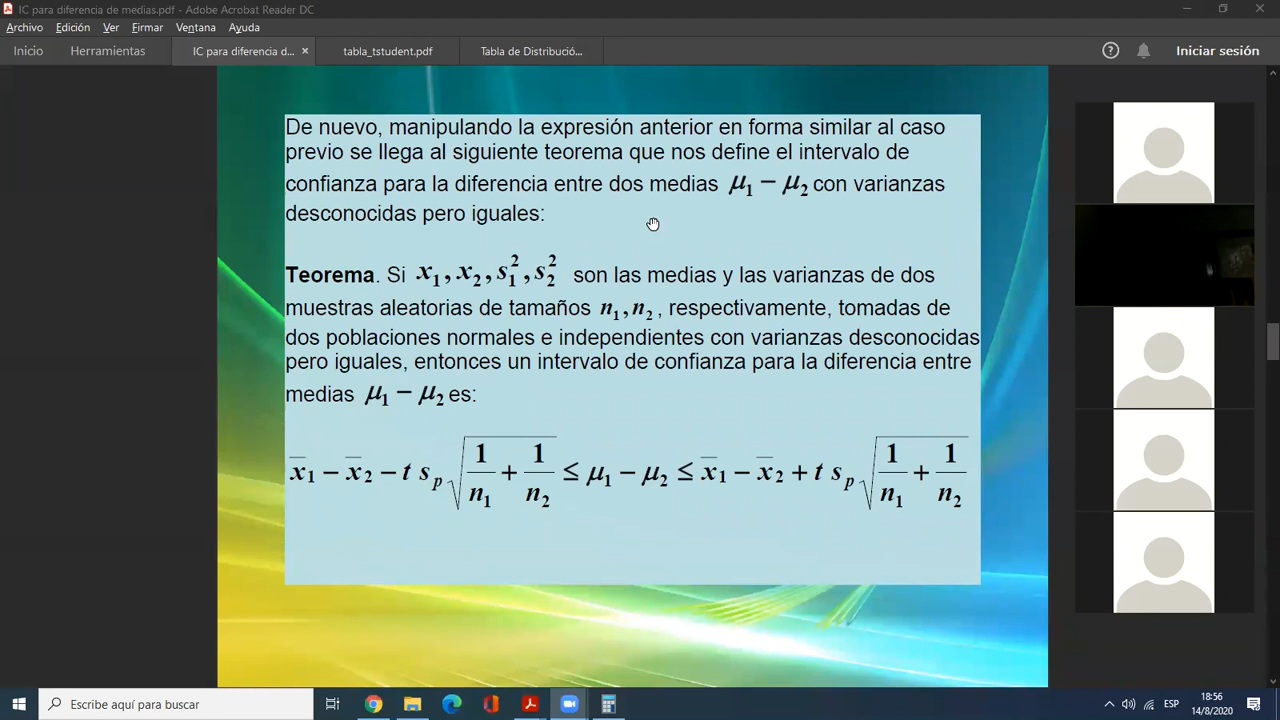 IC para diferencia de medias.pdf - Adobe Acrobat Reader DC
Archivo Edición Ver Firmar Ventana Ayuda
Inicio Herramientas IC para diferencia d... × tabla_tstudent.pdf Tabla de Distribució... Iniciar sesión
De nuevo, manipulando la expresión anterior en forma similar al caso
previo se llega al siguiente teorema que nos define el intervalo de
confianza para la diferencia entre dos medias μ₁ − μ₂ con varianzas
desconocidas pero iguales:
Teorema. Si x₁, x₂, s₁², s₂² son las medias y las varianzas de dos
muestras aleatorias de tamaños n₁, n₂ , respectivamente, tomadas de
dos poblaciones normales e independientes con varianzas desconocidas
pero iguales, entonces un intervalo de confianza para la diferencia entre
medias μ₁ − μ₂ es:
x̄₁ − x̄₂ − t sₚ √(1/n₁ + 1/n₂) ≤ μ₁ − μ₂ ≤ x̄₁ − x̄₂ + t sₚ √(1/n₁ + 1/n₂)
Escribe aquí para buscar
ESP
18:56
14/8/2020